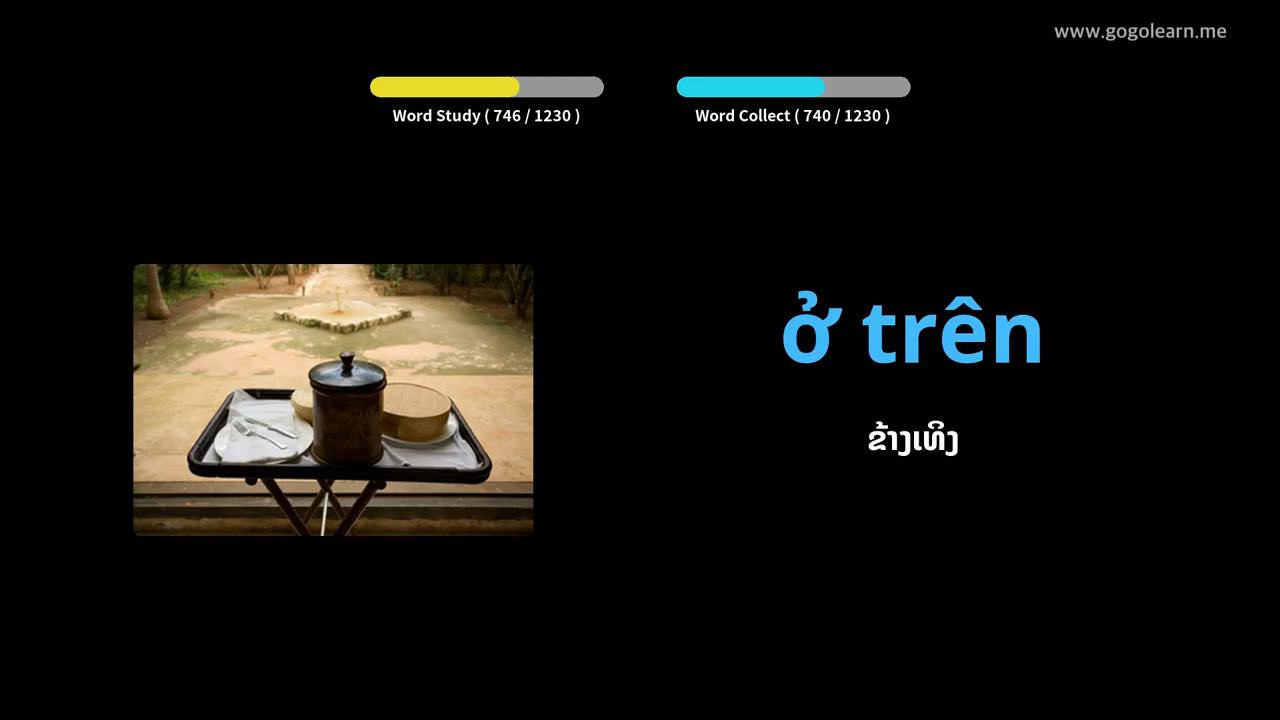 www.gogolearn.me
Word Study ( 746 / 1230 )
Word Collect ( 740 / 1230 )
ở trên
ຂ້າງເທິງ